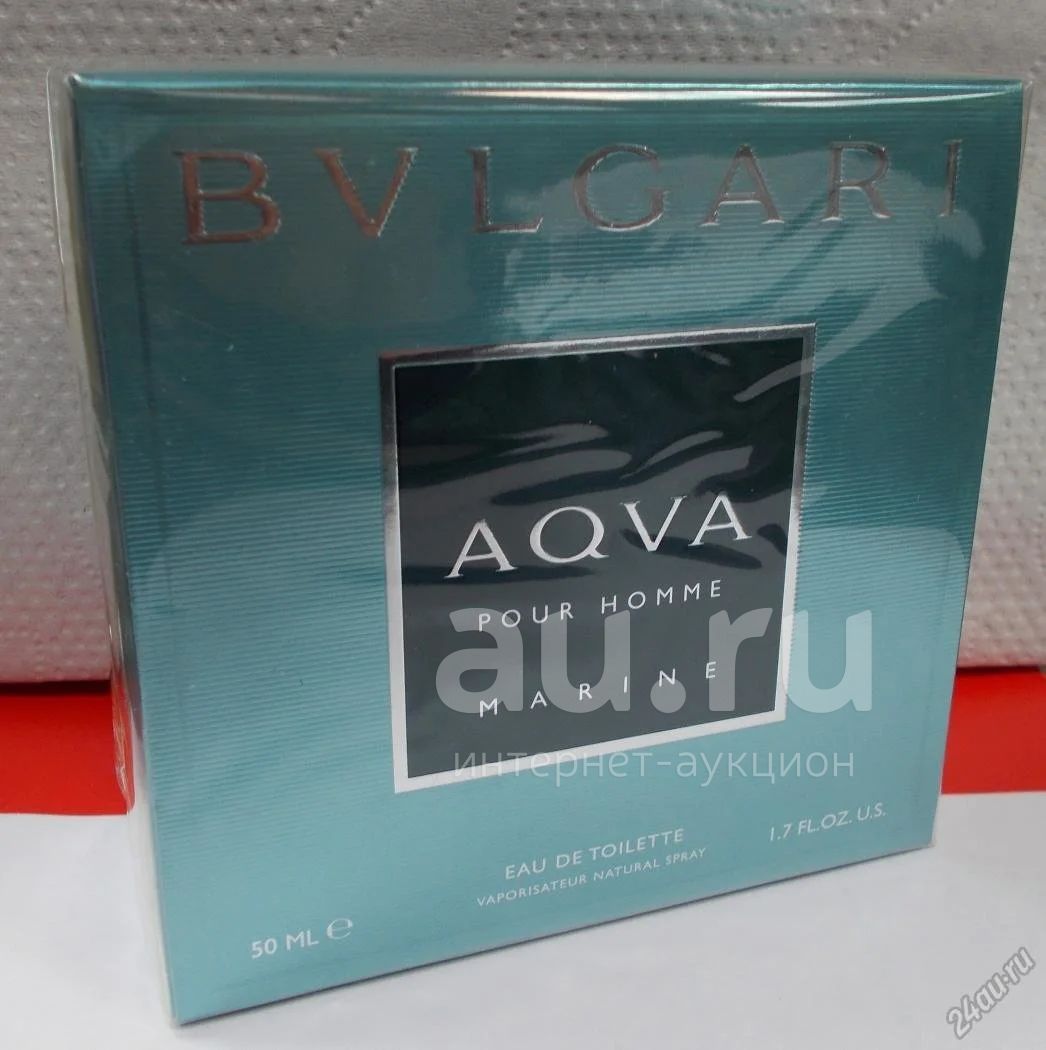 BVLGARI
AQVA
POUR HOMME
MARINE
au.ru
интернет-аукцион
EAU DE TOILETTE
VAPORISATEUR NATURAL SPRAY
1.7 FL.OZ. U.S.
50 ML ℮
24au.ru